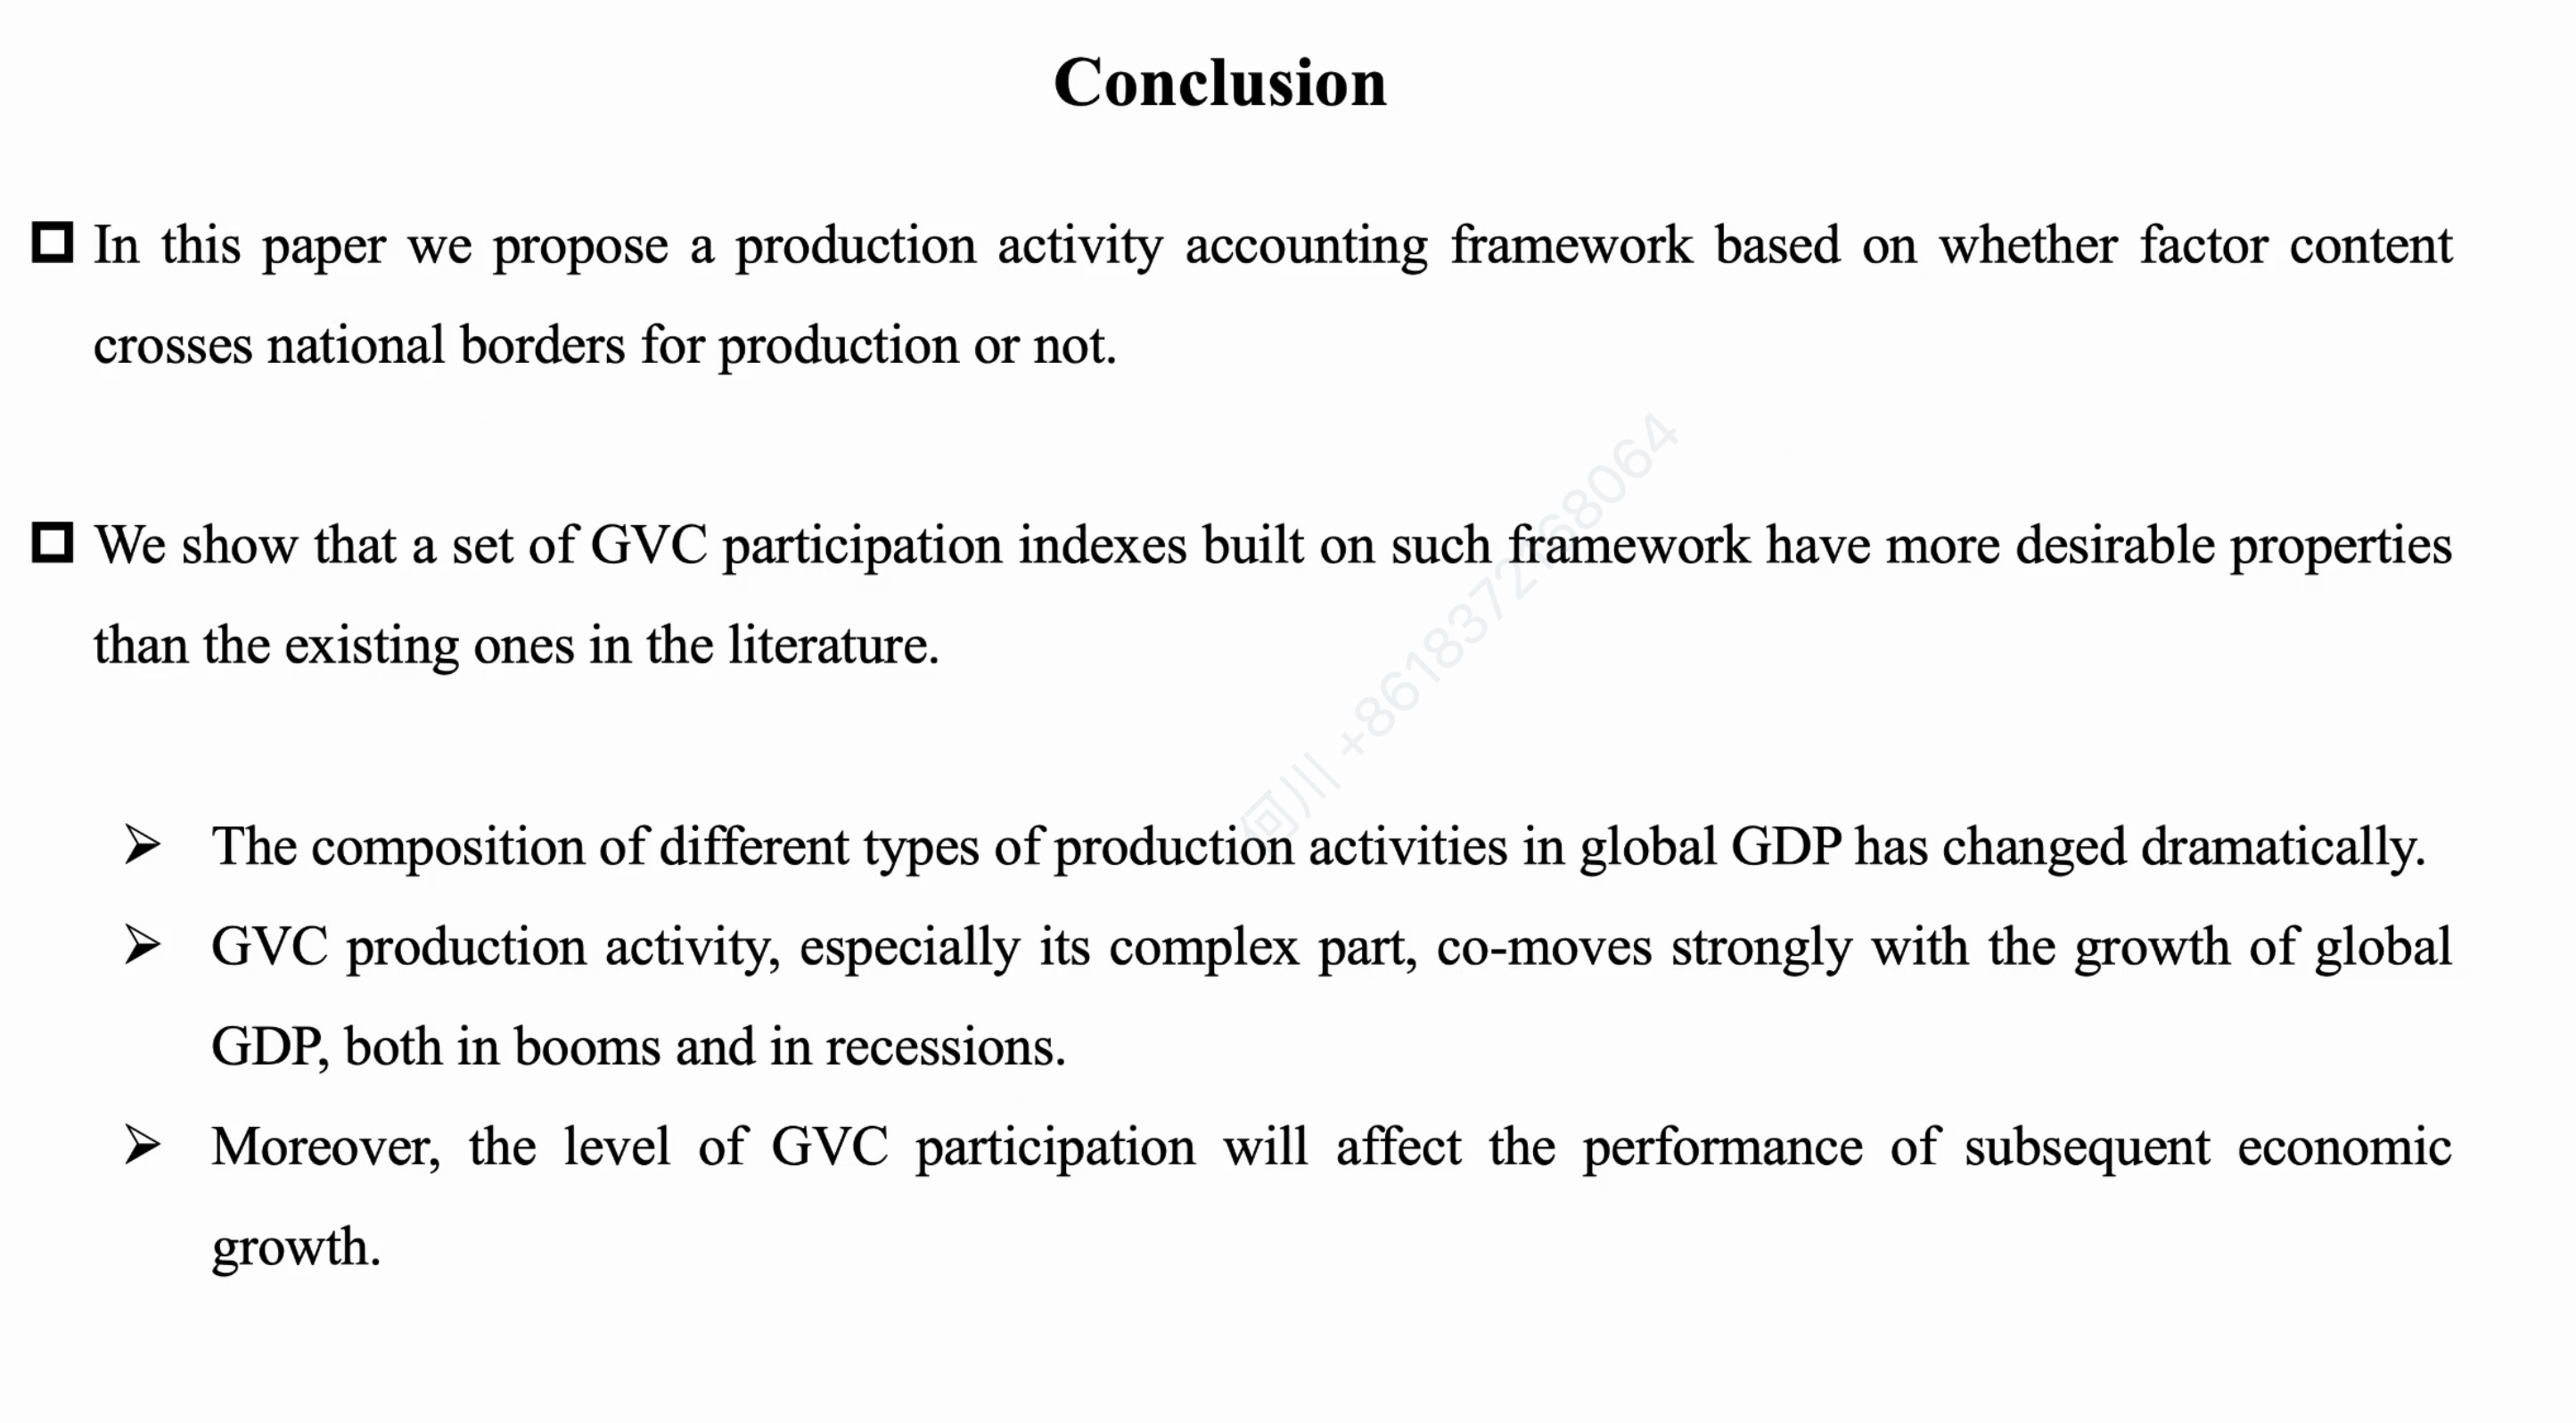 Conclusion
In this paper we propose a production activity accounting framework based on whether factor content
crosses national borders for production or not.
We show that a set of GVC participation indexes built on such framework have more desirable properties
than the existing ones in the literature.
The composition of different types of production activities in global GDP has changed dramatically.
GVC production activity, especially its complex part, co-moves strongly with the growth of global
GDP, both in booms and in recessions.
Moreover, the level of GVC participation will affect the performance of subsequent economic
growth.